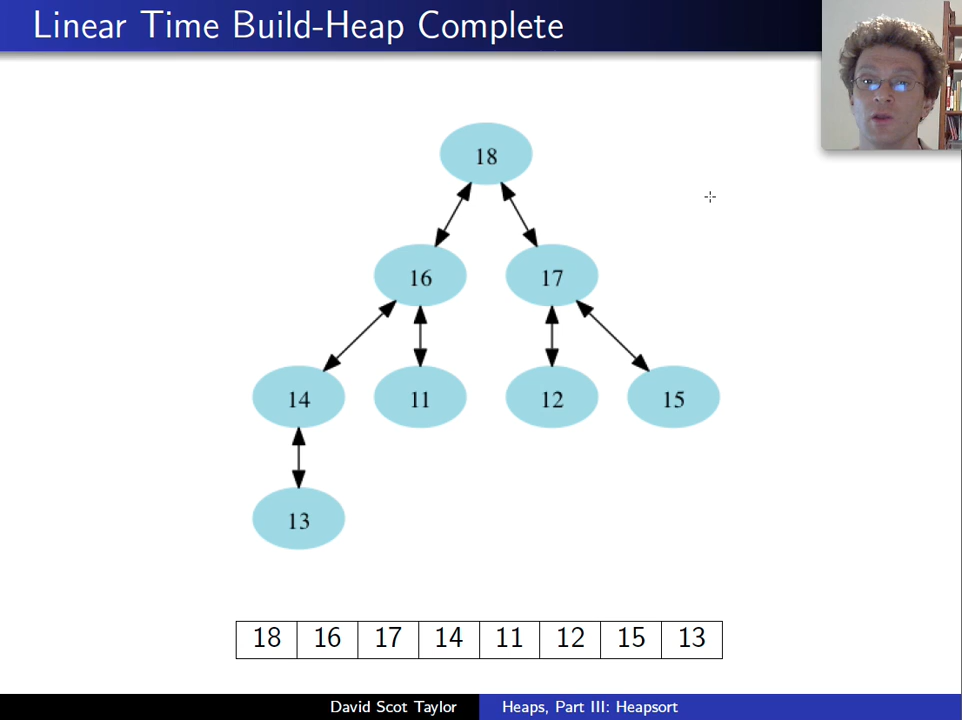 Linear Time Build-Heap Complete
18
16 17
14 11 12 15
13
18 16 17 14 11 12 15 13
David Scot Taylor Heaps, Part III: Heapsort